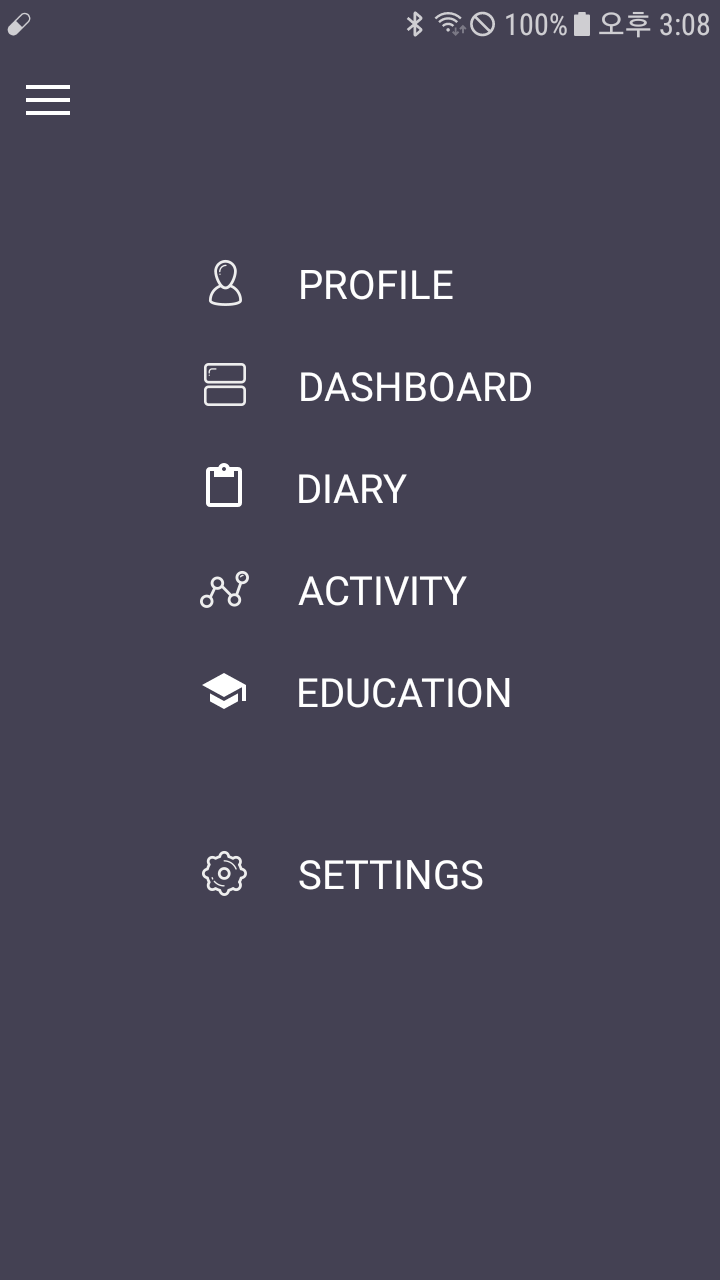 100% 오후 3:08
PROFILE
DASHBOARD
DIARY
ACTIVITY
EDUCATION
SETTINGS